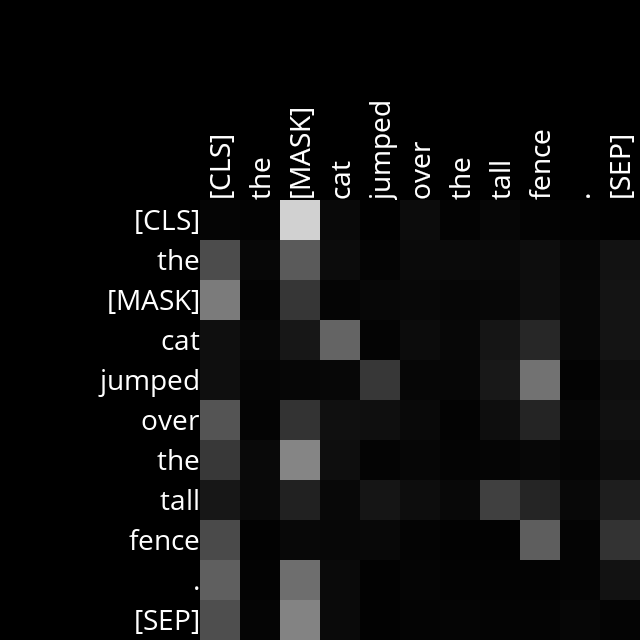 [CLS] the [MASK] cat jumped over the tall fence . [SEP]
[CLS]
the
[MASK]
cat
jumped
over
the
tall
fence
.
[SEP]